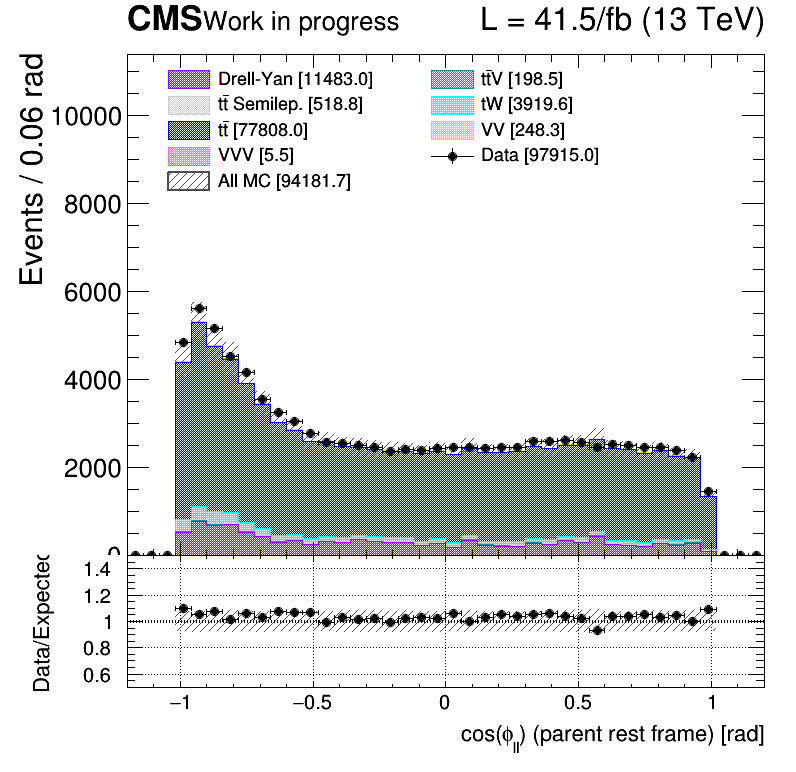 CMS Work in progress L = 41.5/fb (13 TeV)
Events / 0.06 rad
Drell-Yan [11483.0]
tt̄ Semilep. [518.8]
tt̄ [77808.0]
VVV [5.5]
All MC [94181.7]
tt̄V [198.5]
tW [3919.6]
VV [248.3]
Data [97915.0]
10000
8000
6000
4000
2000
0
Data/Expected
1.4
1.2
1
0.8
0.6
−1 −0.5 0 0.5 1
cos(ϕ_ll) (parent rest frame) [rad]